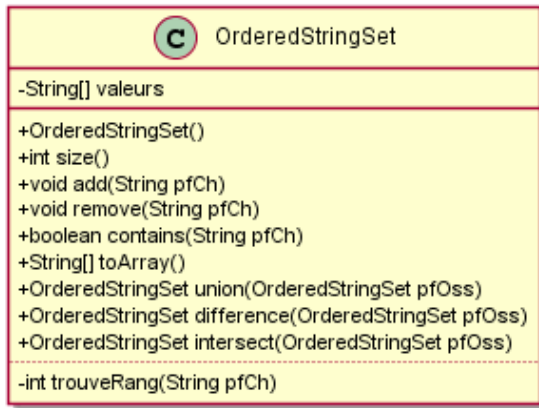 C OrderedStringSet
-String[] valeurs
+OrderedStringSet()
+int size()
+void add(String pfCh)
+void remove(String pfCh)
+boolean contains(String pfCh)
+String[] toArray()
+OrderedStringSet union(OrderedStringSet pfOss)
+OrderedStringSet difference(OrderedStringSet pfOss)
+OrderedStringSet intersect(OrderedStringSet pfOss)
-int trouveRang(String pfCh)